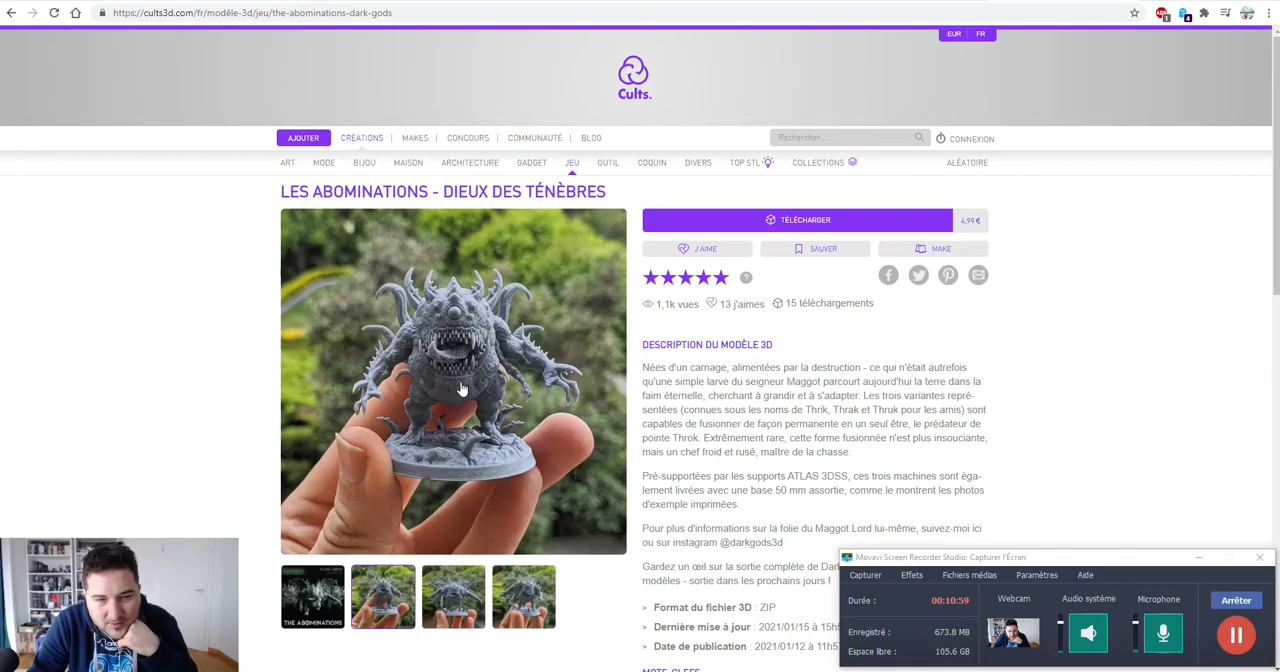 https://cults3d.com/fr/modèle-3d/jeu/the-abominations-dark-gods
EUR FR
Cults.
AJOUTER CRÉATIONS | MAKES | CONCOURS | COMMUNAUTÉ | BLOG
Rechercher... CONNEXION
ART MODE BIJOU MAISON ARCHITECTURE GADGET JEU OUTIL COQUIN DIVERS TOP STL COLLECTIONS ALÉATOIRE
LES ABOMINATIONS - DIEUX DES TÉNÈBRES
TÉLÉCHARGER 4,99 €
J'AIME SAUVER MAKE
?
1,1k vues 13 j'aimes 15 téléchargements
DESCRIPTION DU MODÈLE 3D
Nées d'un carnage, alimentées par la destruction - ce qui n'était autrefois
qu'une simple larve du seigneur Maggot parcourt aujourd'hui la terre dans la
faim éternelle, cherchant à grandir et à s'adapter. Les trois variantes repré-
sentées (connues sous les noms de Thrik, Thrak et Thruk pour les amis) sont
capables de fusionner de façon permanente en un seul être, le prédateur de
pointe Throk. Extrêmement rare, cette forme fusionnée n'est plus insouciante,
mais un chef froid et rusé, maître de la chasse.
Pré-supportées par les supports ATLAS 3DSS, ces trois machines sont éga-
lement livrées avec une base 50 mm assortie, comme le montrent les photos
d'exemple imprimées.
Pour plus d'informations sur la folie du Maggot Lord lui-même, suivez-moi ici
ou sur instagram @darkgods3d
Gardez un œil sur la sortie complète de Dar
modèles - sortie dans les prochains jours !
> Format du fichier 3D : ZIP
> Dernière mise à jour : 2021/01/15 à 15h
> Date de publication : 2021/01/12 à 11h5
THE ABOMINATIONS
Movavi Screen Recorder Studio: Capturer l'Écran
Capturer Effets Fichiers médias Paramètres Aide
Durée : 00:10:59
Enregistré : 673.8 MB
Espace libre : 105.6 GB
Webcam Audio système Microphone
Arrêter